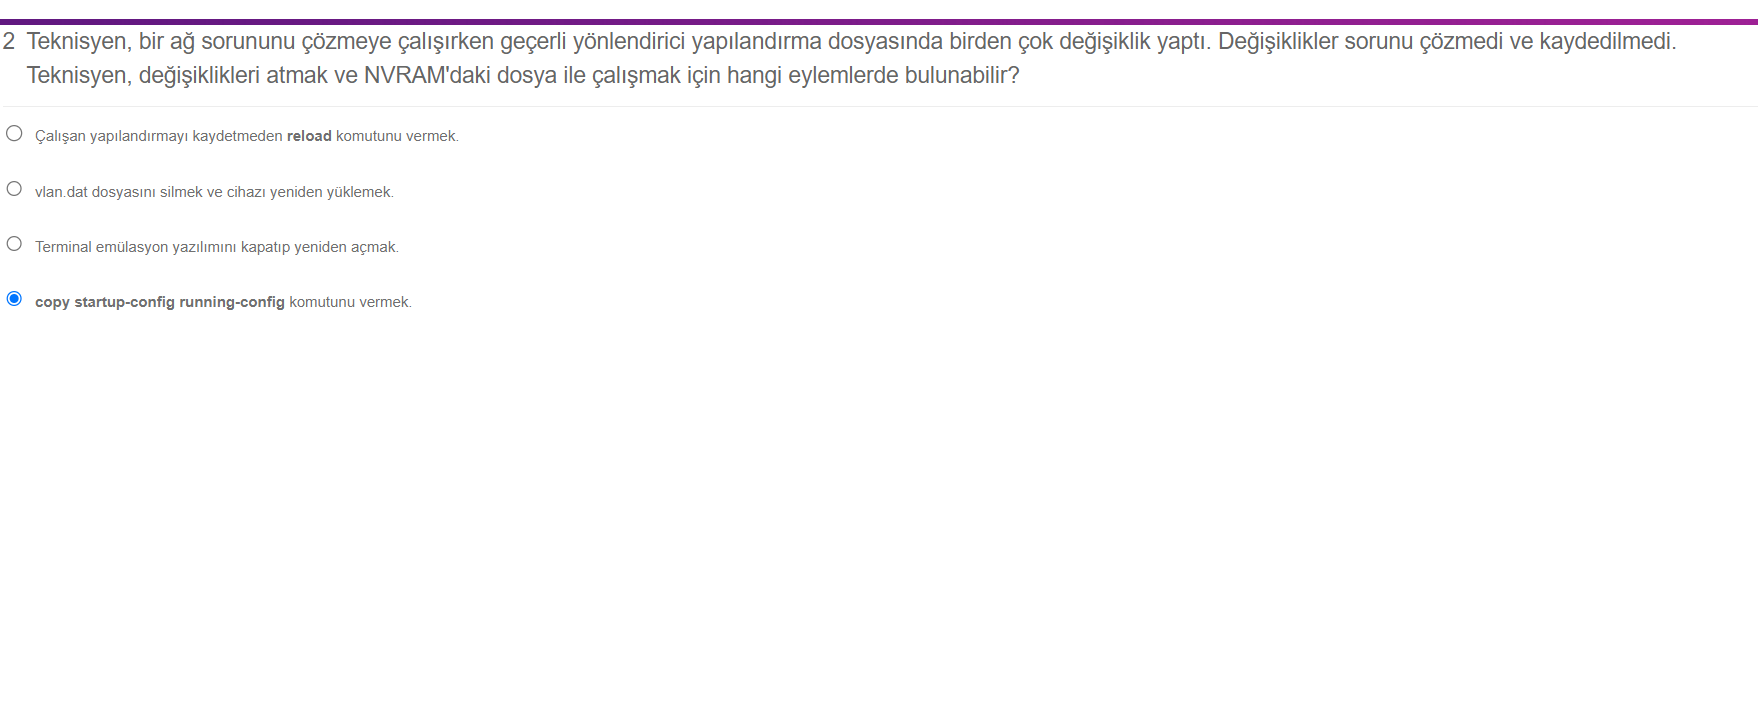 2 Teknisyen, bir ağ sorununu çözmeye çalışırken geçerli yönlendirici yapılandırma dosyasında birden çok değişiklik yaptı. Değişiklikler sorunu çözmedi ve kaydedilmedi.
Teknisyen, değişiklikleri atmak ve NVRAM'daki dosya ile çalışmak için hangi eylemlerde bulunabilir?
Çalışan yapılandırmayı kaydetmeden reload komutunu vermek.
vlan.dat dosyasını silmek ve cihazı yeniden yüklemek.
Terminal emülasyon yazılımını kapatıp yeniden açmak.
copy startup-config running-config komutunu vermek.